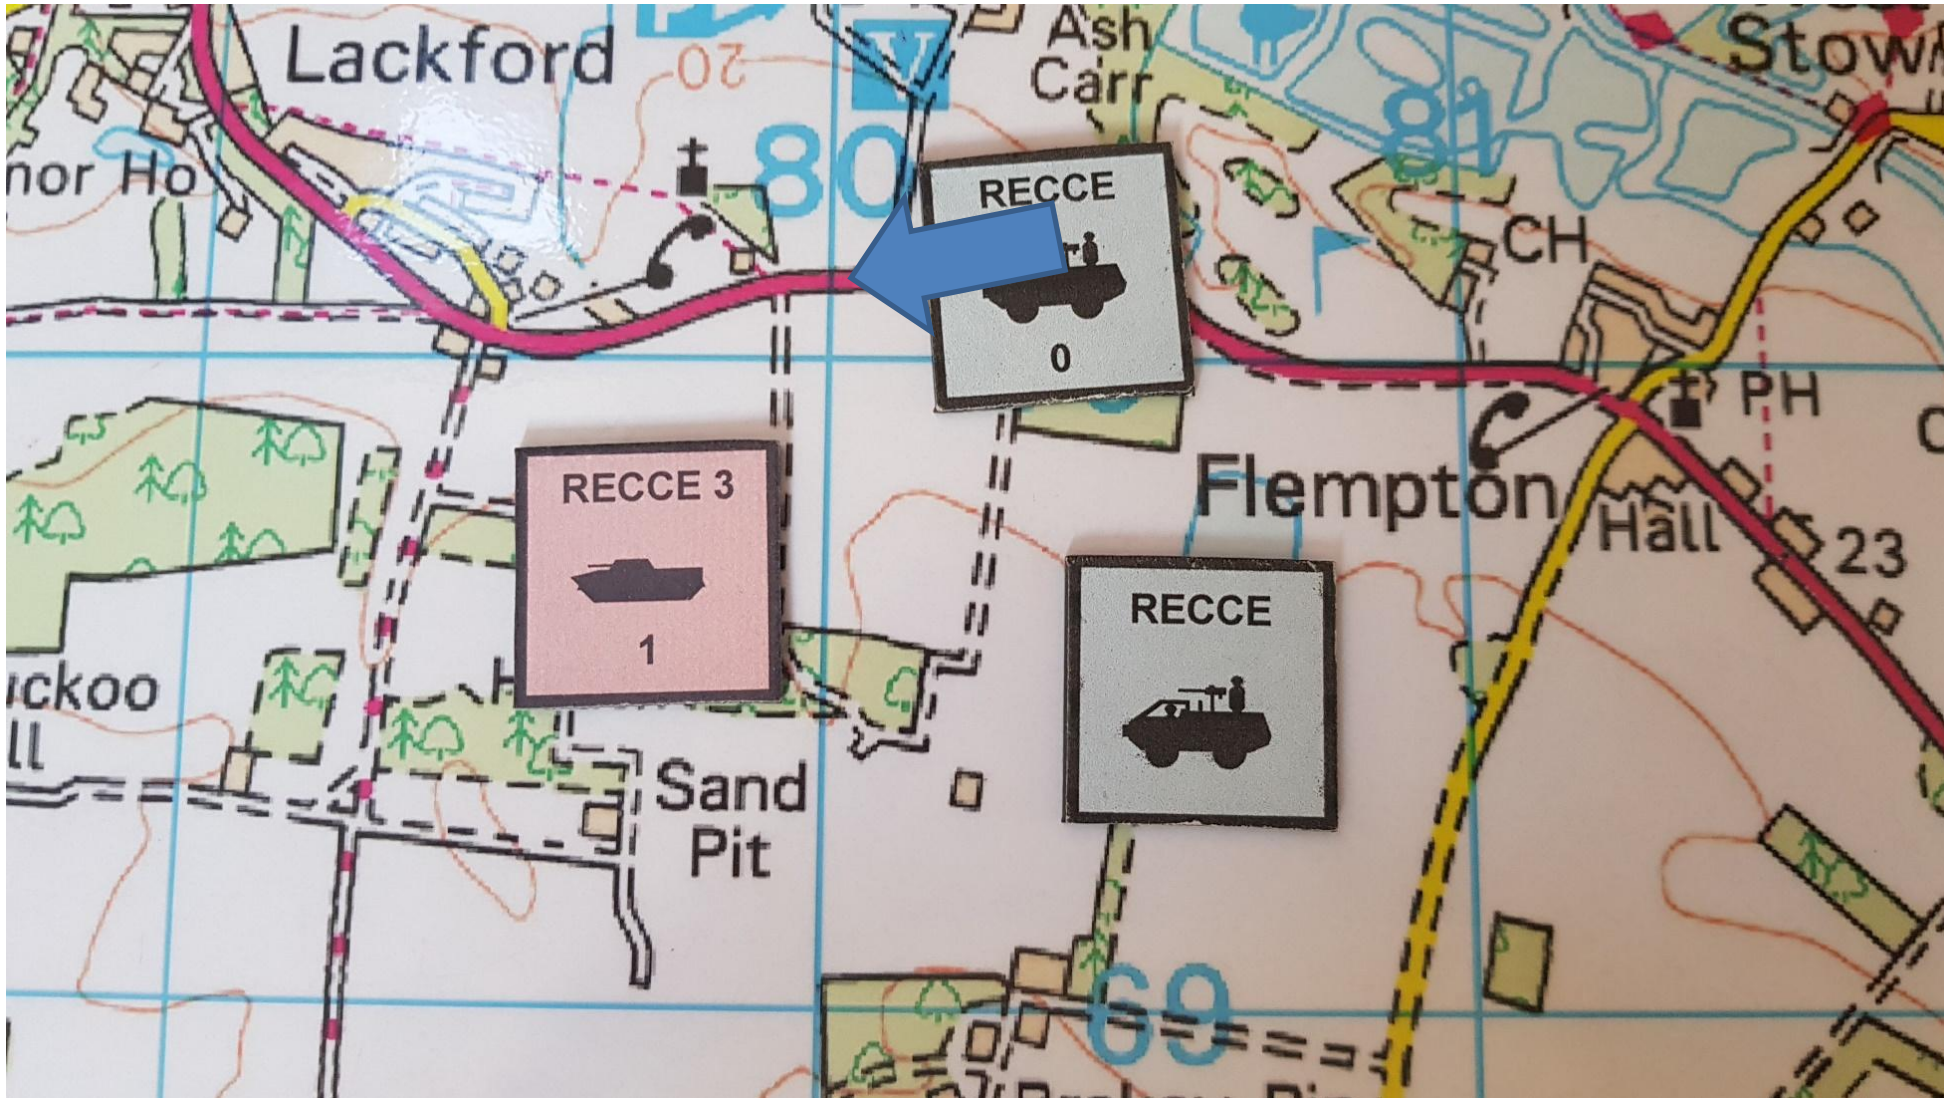 Lackford
20
Ash
Carr
Stow
nor Ho
80
81
V
RECCE
0
CH
PH
RECCE 3
1
Flempton
Hall
23
RECCE
ckoo
ll
H
Sand
Pit
69